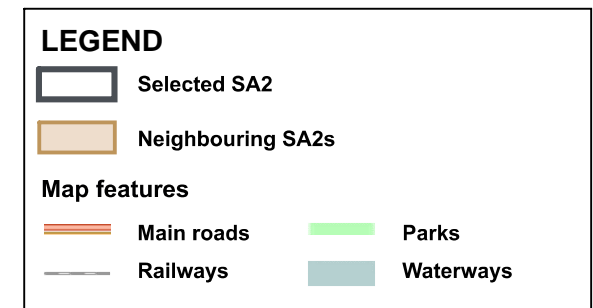 LEGEND
Selected SA2
Neighbouring SA2s
Map features
Main roads
Parks
Railways
Waterways